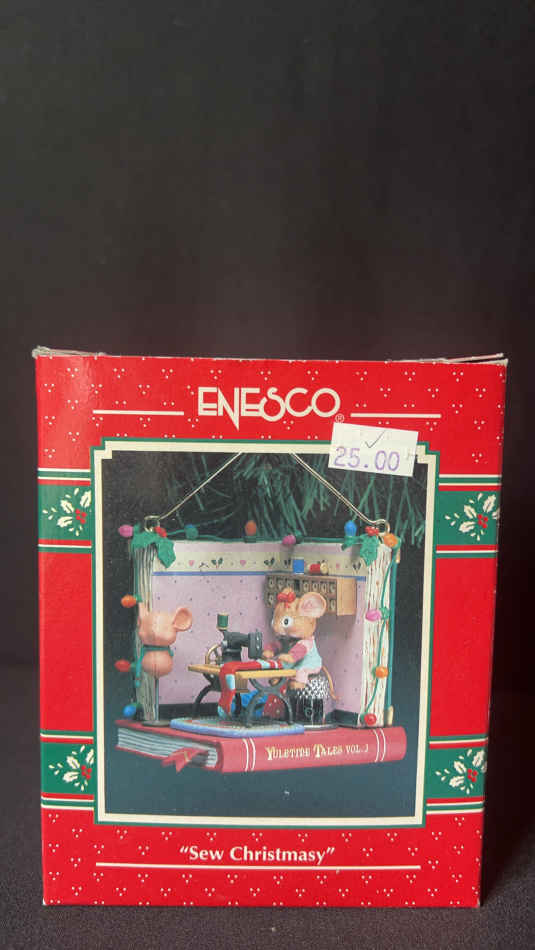 ENESCO®
25.00
YULETIDE TALES VOL. I
"Sew Christmasy"